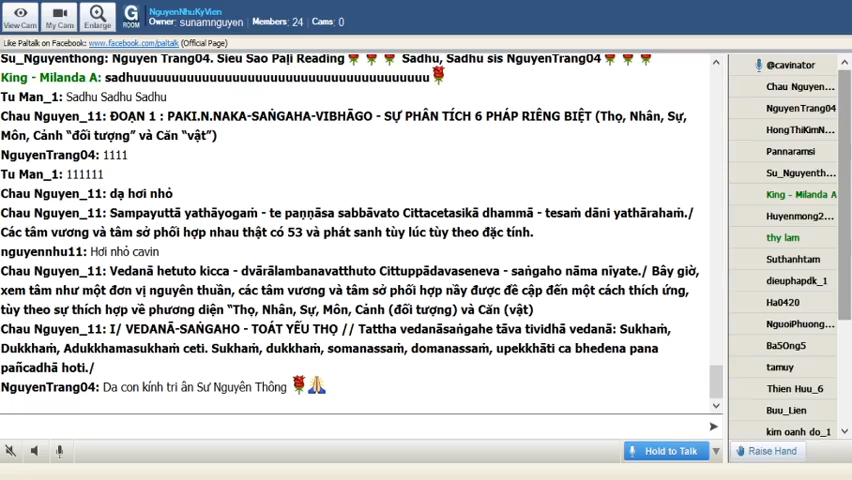 NguyenNhuKyVien
Owner: sunamnguyen Members: 24 Cams: 0
View Cam My Cam Enlarge G ROOM
Like Paltalk on Facebook: www.facebook.com/paltalk (Official Page)
Su_Nguyenthong: Nguyen Trang04. Sieu Sao Pali Reading Sadhu, Sadhu sis NguyenTrang04
King - Milanda A: sadhuuuuuuuuuuuuuuuuuuuuuuuuuuuuuuuuuuuuu
Tu Man_1: Sadhu Sadhu Sadhu
Chau Nguyen_11: ĐOẠN 1 : PAKI.N.NAKA-SAṄGAHA-VIBHĀGO - SỰ PHÂN TÍCH 6 PHÁP RIÊNG BIỆT (Thọ, Nhân, Sự,
Môn, Cảnh “đối tượng” và Căn “vật”)
NguyenTrang04: 1111
Tu Man_1: 111111
Chau Nguyen_11: dạ hơi nhỏ
Chau Nguyen_11: Sampayuttā yathāyogaṁ - te paṇṇāsa sabbāvato Cittacetasikā dhammā - tesaṁ dāni yathārahaṁ./
Các tâm vương và tâm sở phối hợp nhau thật có 53 và phát sanh tùy lúc tùy theo đặc tính.
nguyennhu11: Hơi nhỏ cavin
Chau Nguyen_11: Vedanā hetuto kicca - dvārālambanavatthuto Cittuppādavaseneva - saṅgaho nāma nīyate./ Bây giờ,
xem tâm như một đơn vị nguyên thuần, các tâm vương và tâm sở phối hợp nầy được đề cập đến một cách thích ứng,
tùy theo sự thích hợp về phương diện “Thọ, Nhân, Sự, Môn, Cảnh (đối tượng) và Căn (vật)
Chau Nguyen_11: I/ VEDANĀ-SAṄGAHO - TOÁT YẾU THỌ // Tattha vedanāsaṅgahe tāva tividhā vedanā: Sukhaṁ,
Dukkhaṁ, Adukkhamasukhaṁ ceti. Sukhaṁ, dukkhaṁ, somanassaṁ, domanassaṁ, upekkhāti ca bhedena pana
pañcadhā hoti./
NguyenTrang04: Da con kính tri ân Sư Nguyên Thông
Hold to Talk
@cavinator
Chau Nguyen...
NguyenTrang04
HongThiKimN...
Pannaramsi
Su_Nguyenth...
King - Milanda A
Huyenmong2...
thy lam
Suthanhtam
dieuphapdk_1
Ha0420
NguoiPhuong...
Ba5Ong5
tamuy
Thien Huu_6
Buu_Lien
kim oanh do_1
Raise Hand